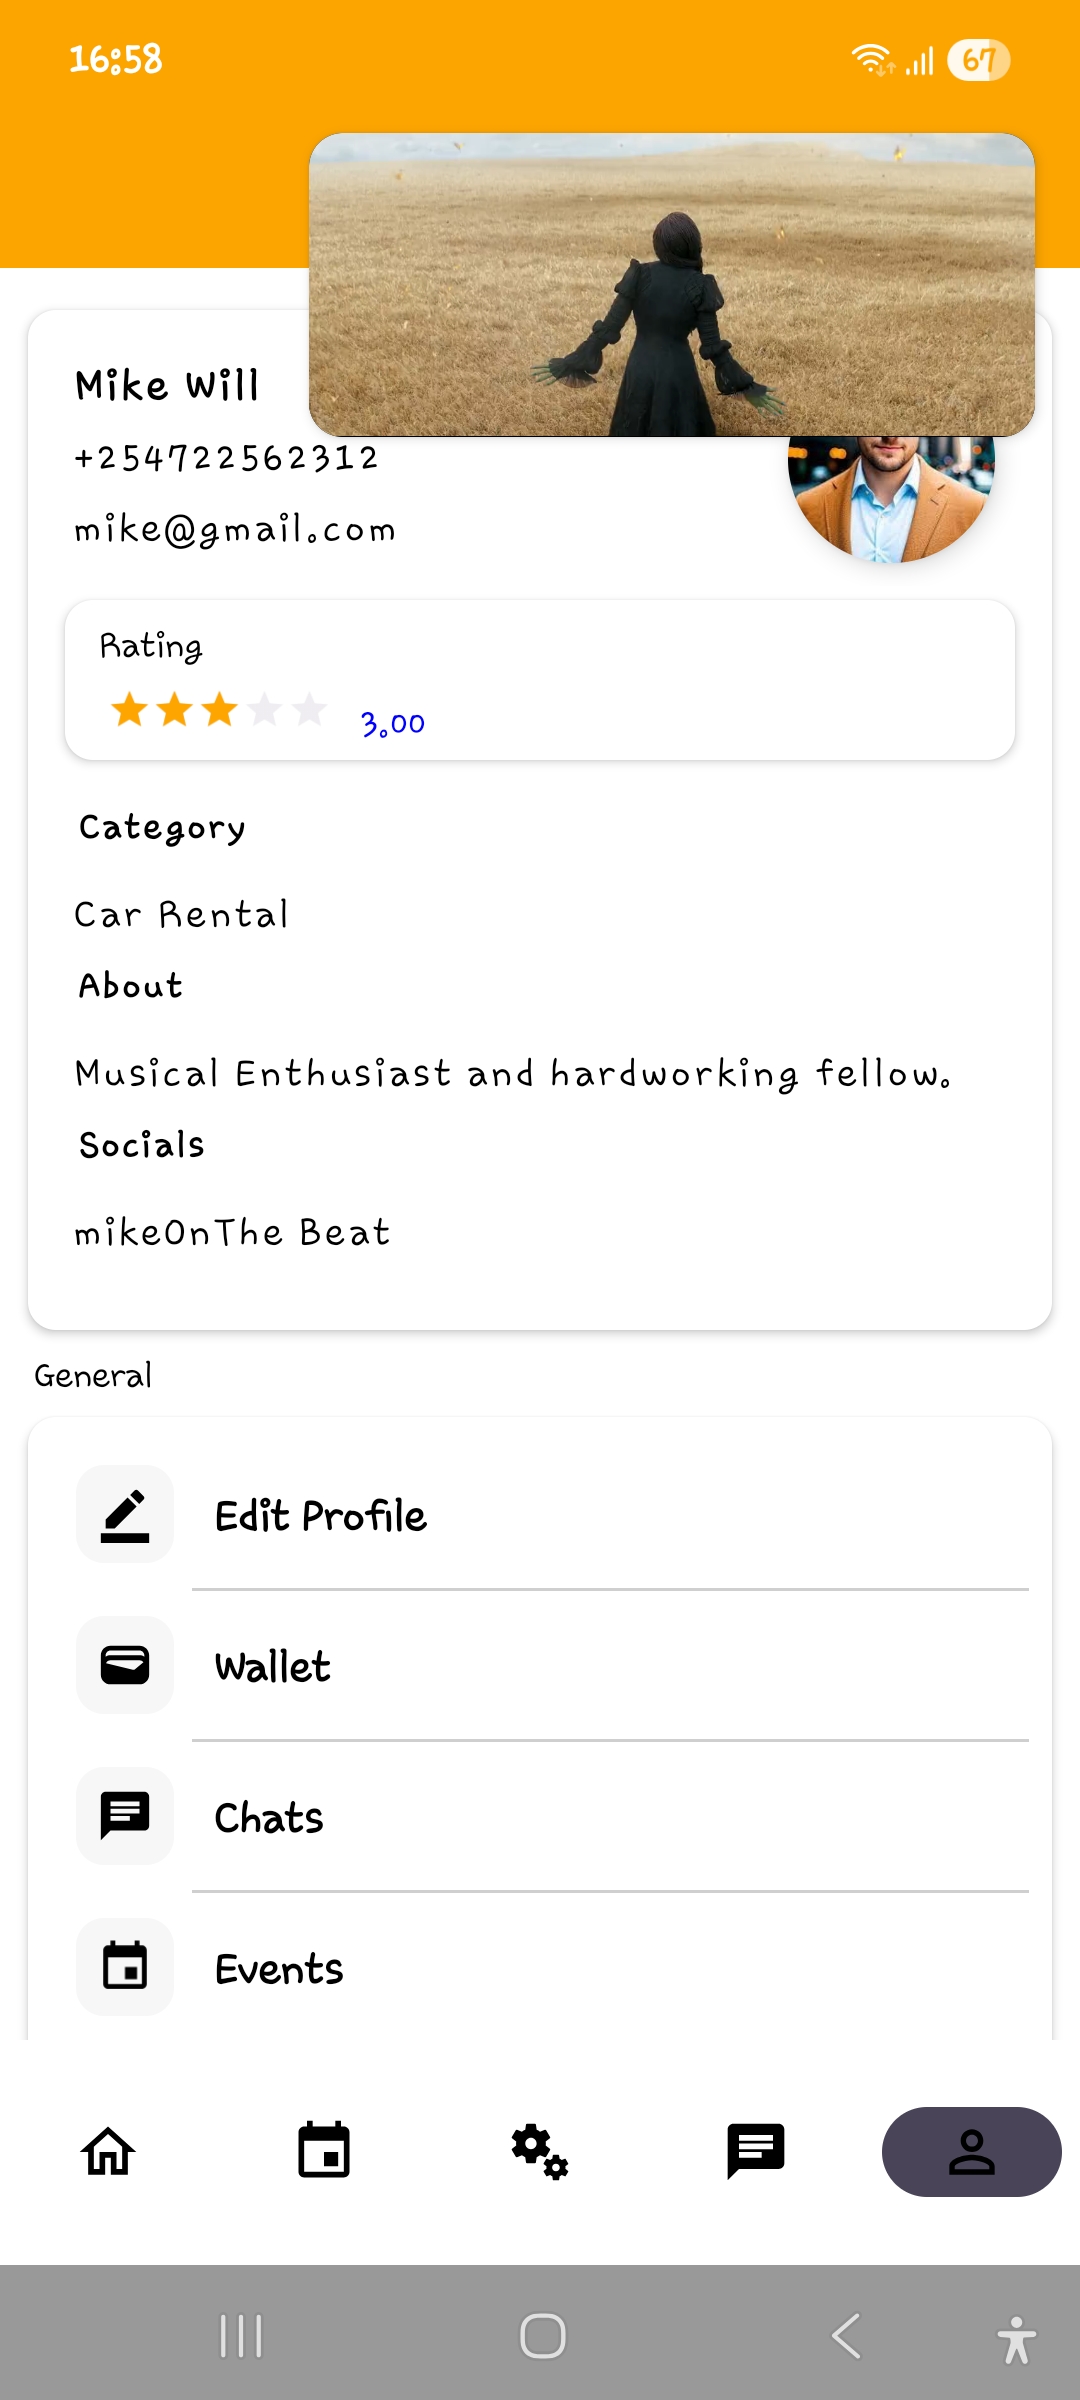 16:58
67
Mike Will
+254722562312
mike@gmail.com
Rating
3.00
Category
Car Rental
About
Musical Enthusiast and hardworking fellow.
Socials
mikeOnThe Beat
General
Edit Profile
Wallet
Chats
Events